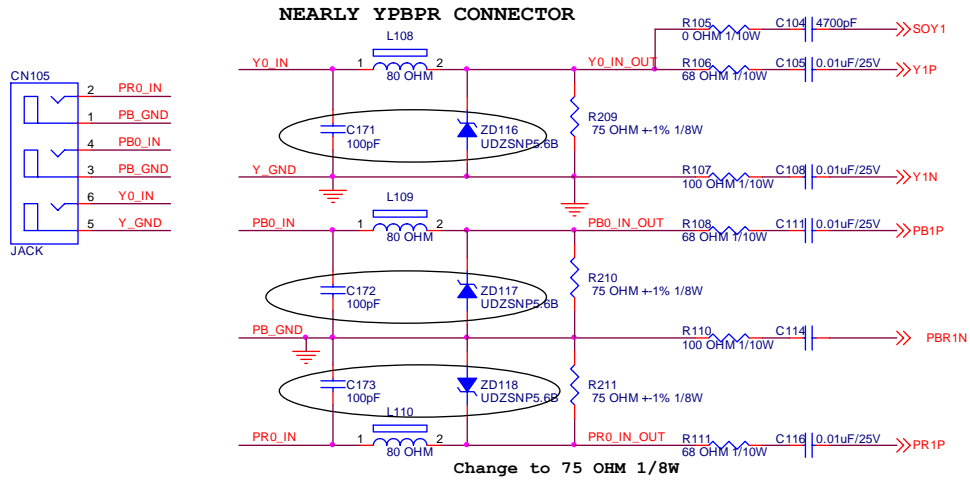 NEARLY YPBPR CONNECTOR
R105
0 OHM 1/10W
C104
4700pF
SOY1
L108
Y0_IN
1
2
80 OHM
Y0_IN_OUT
R106
68 OHM 1/10W
C105
0.01uF/25V
Y1P
CN105
2
PR0_IN
1
PB_GND
4
PB0_IN
3
PB_GND
6
Y0_IN
5
Y_GND
JACK
C171
100pF
ZD116
UDZSNP5.6B
R209
75 OHM +-1% 1/8W
Y_GND
R107
100 OHM 1/10W
C108
0.01uF/25V
Y1N
L109
PB0_IN
1
2
80 OHM
PB0_IN_OUT
R108
68 OHM 1/10W
C111
0.01uF/25V
PB1P
C172
100pF
ZD117
UDZSNP5.6B
R210
75 OHM +-1% 1/8W
PB_GND
R110
100 OHM 1/10W
C114
PBR1N
C173
100pF
ZD118
UDZSNP5.6B
R211
75 OHM +-1% 1/8W
L110
PR0_IN
1
2
80 OHM
PR0_IN_OUT
R111
68 OHM 1/10W
C116
0.01uF/25V
PR1P
Change to 75 OHM 1/8W